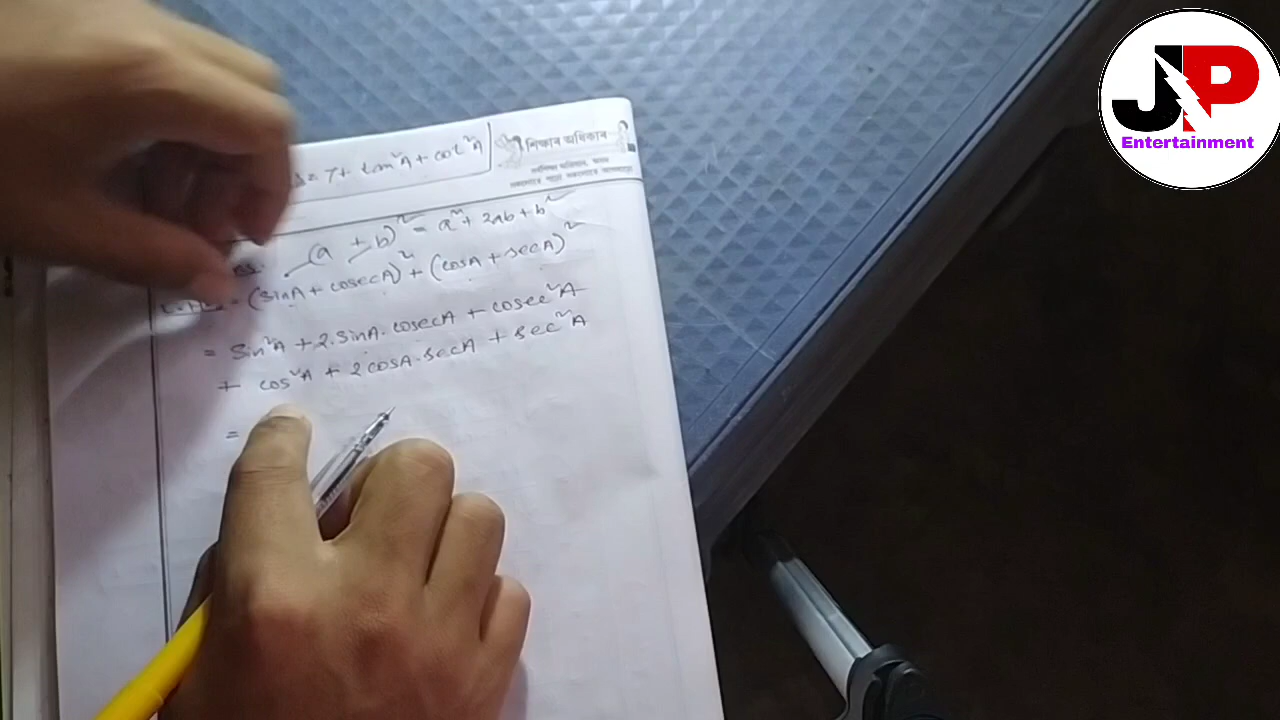 = 7 + tan²A + cot²A
শিক্ষাৰ অধিকাৰ
(a + b)² = a² + 2ab + b²
L.H.S = (sinA + cosecA)² + (cosA + secA)²
= sin²A + 2.sinA.cosecA + cosec²A
+ cos²A + 2cosA.secA + sec²A
=
JP
Entertainment